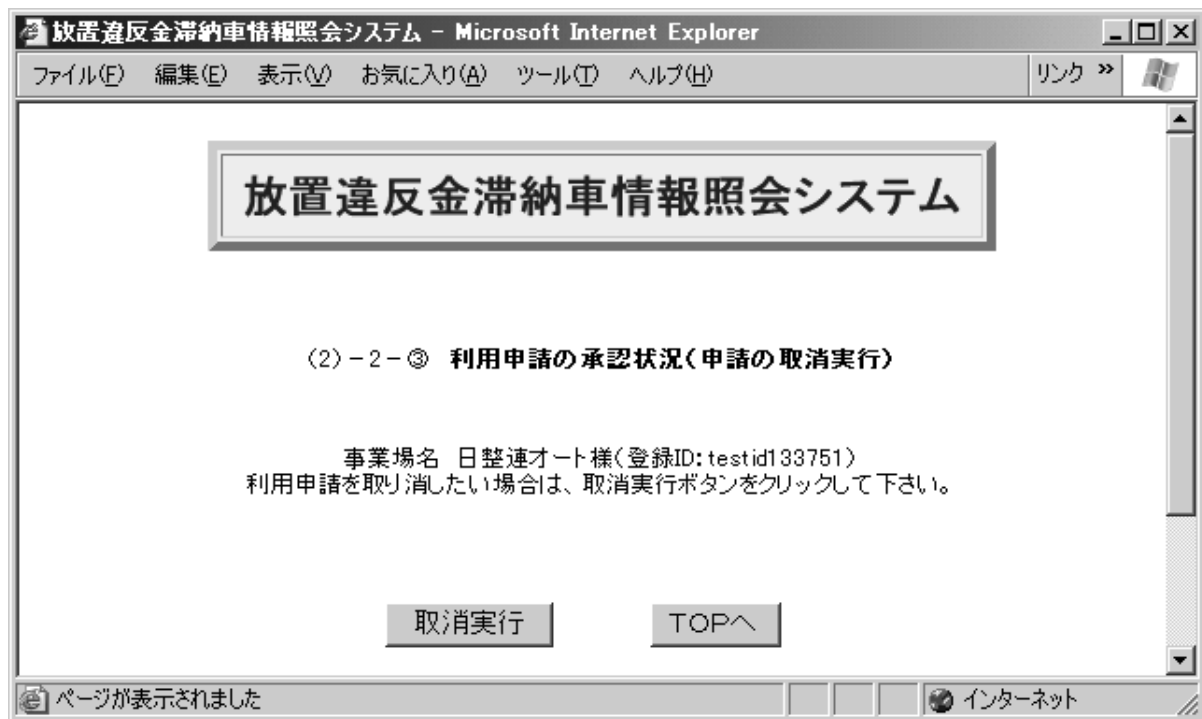 放置違反金滞納車情報照会システム - Microsoft Internet Explorer
ファイル(F) 編集(E) 表示(V) お気に入り(A) ツール(T) ヘルプ(H) リンク »
放置違反金滞納車情報照会システム
(2)-2-③ 利用申請の承認状況(申請の取消実行)
事業場名 日整連オート様(登録ID:testid133751)
利用申請を取り消したい場合は、取消実行ボタンをクリックして下さい。
取消実行 TOPへ
ページが表示されました インターネット